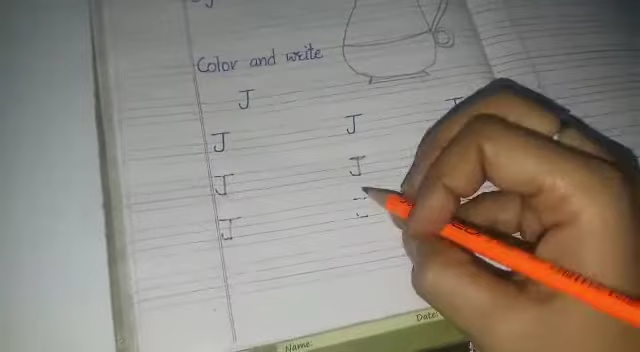 Color and write
J
J J J
J J
J
Name: Date: